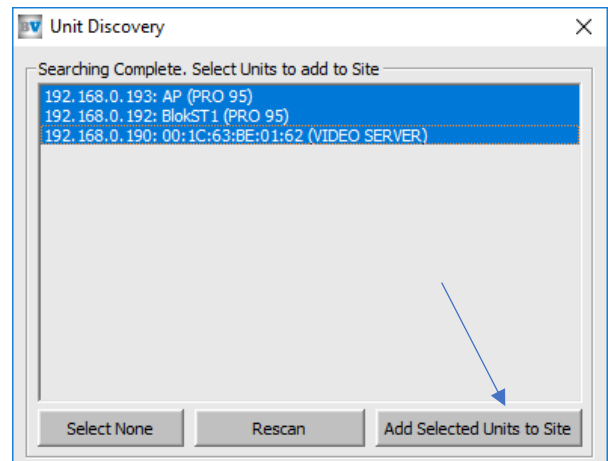 BV Unit Discovery
Searching Complete. Select Units to add to Site
192.168.0.193: AP (PRO 95)
192.168.0.192: BlokST1 (PRO 95)
192.168.0.190: 00:1C:63:BE:01:62 (VIDEO SERVER)
Select None Rescan Add Selected Units to Site